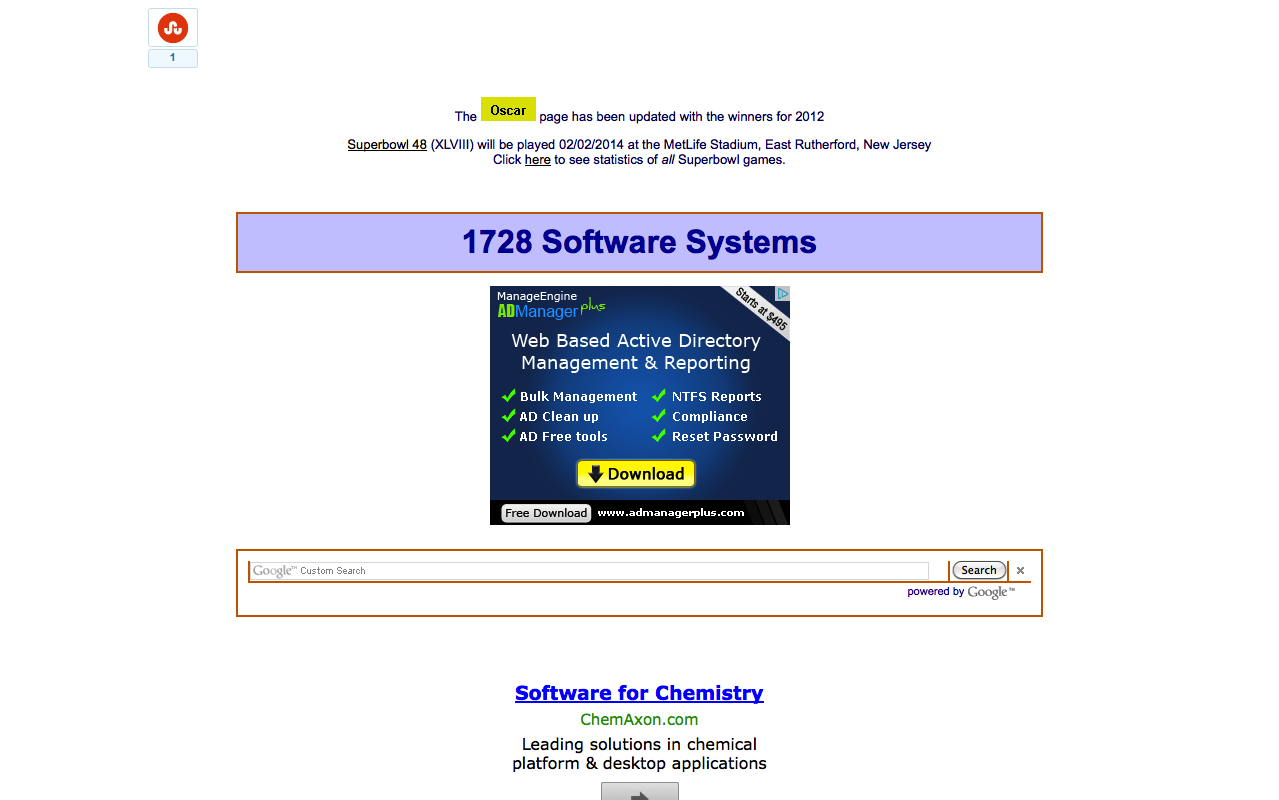 1
The Oscar page has been updated with the winners for 2012
Superbowl 48 (XLVIII) will be played 02/02/2014 at the MetLife Stadium, East Rutherford, New Jersey
Click here to see statistics of all Superbowl games.
1728 Software Systems
ManageEngine
ADManager plus
Starts at $495
Web Based Active Directory
Management & Reporting
Bulk Management NTFS Reports
AD Clean up Compliance
AD Free tools Reset Password
Download
Free Download www.admanagerplus.com
Google™ Custom Search Search ×
powered by Google™
Software for Chemistry
ChemAxon.com
Leading solutions in chemical
platform & desktop applications